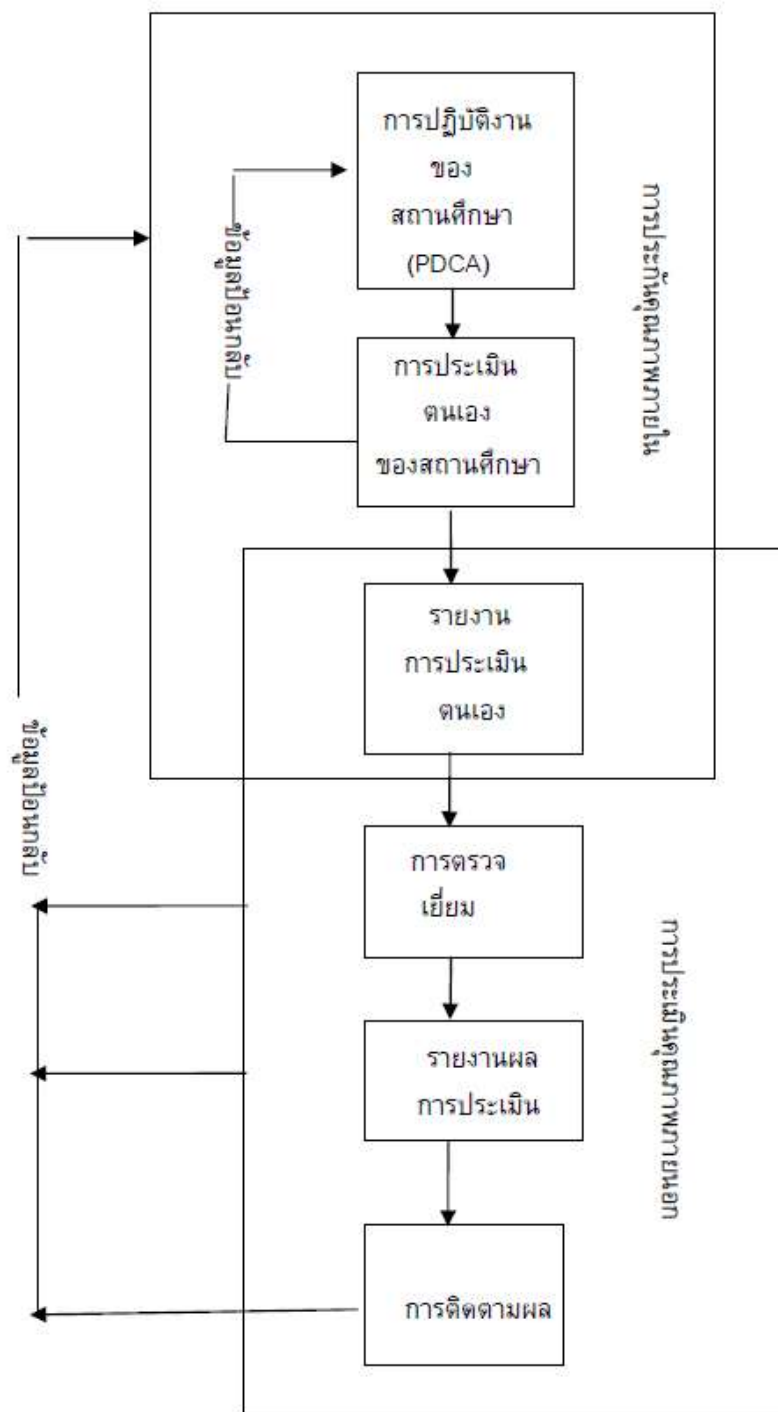 การปฏิบัติงาน
ของ
สถานศึกษา
(PDCA)
ข้อมูลป้อนกลับ
การประกันคุณภาพภายใน
การประเมิน
ตนเอง
ของสถานศึกษา
รายงาน
การประเมิน
ตนเอง
ข้อมูลป้อนกลับ
การตรวจ
เยี่ยม
การประเมินคุณภาพภายนอก
รายงานผล
การประเมิน
การติดตามผล